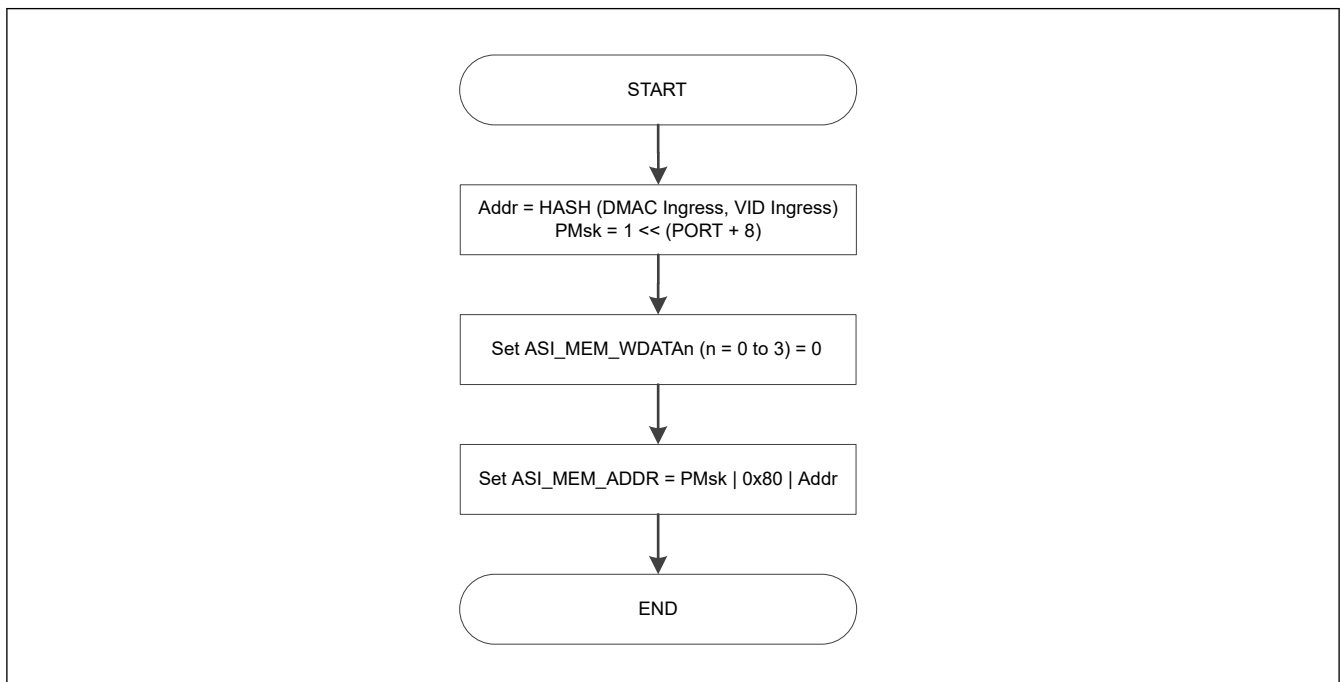 START
Addr = HASH (DMAC Ingress, VID Ingress)
PMsk = 1 << (PORT + 8)
Set ASI_MEM_WDATAn (n = 0 to 3) = 0
Set ASI_MEM_ADDR = PMsk | 0x80 | Addr
END